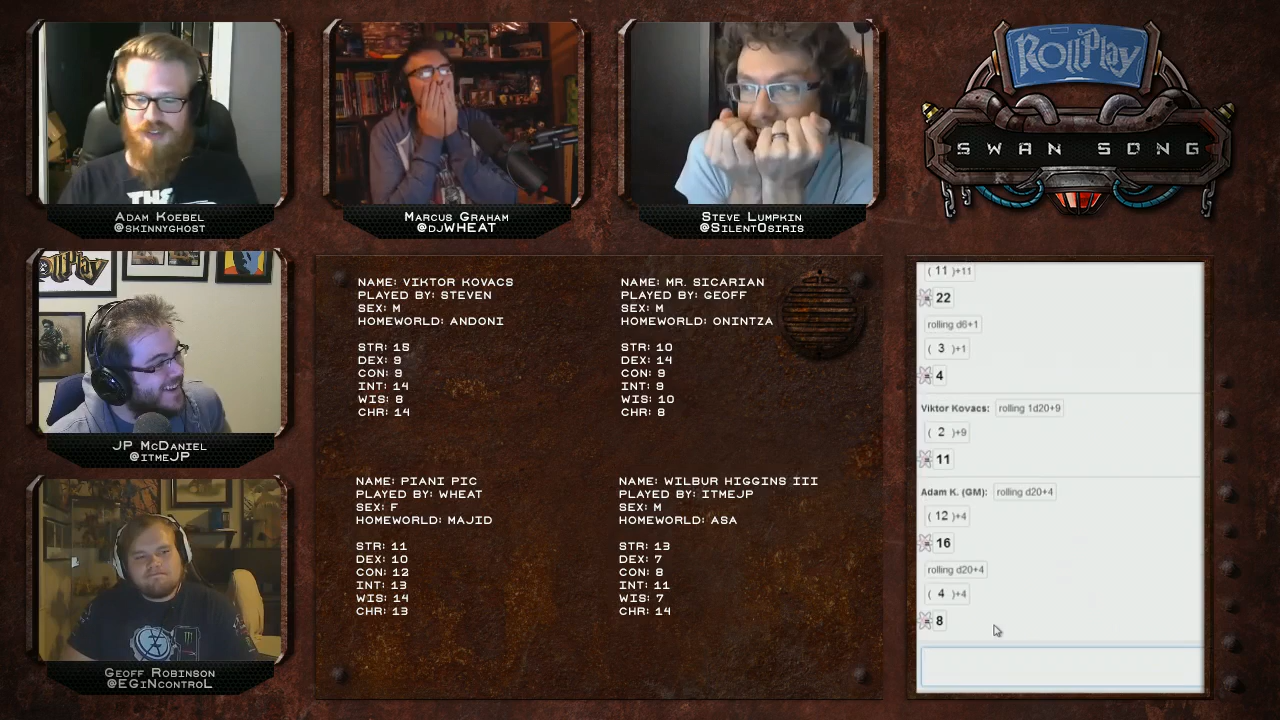 ROLLPLAY
SWAN SONG
ADAM KOEBEL
@SKINNYGHOST
MARCUS GRAHAM
@DJWHEAT
STEVE LUMPKIN
@SILENTOSIRIS
JP MCDANIEL
@ITMEJP
GEOFF ROBINSON
@EGINCONTROL
NAME: VIKTOR KOVACS
PLAYED BY: STEVEN
SEX: M
HOMEWORLD: ANDONI
STR: 15
DEX: 9
CON: 9
INT: 14
WIS: 8
CHR: 14
NAME: MR. SICARIAN
PLAYED BY: GEOFF
SEX: M
HOMEWORLD: ONINTZA
STR: 10
DEX: 14
CON: 9
INT: 9
WIS: 10
CHR: 8
NAME: PIANI PIC
PLAYED BY: WHEAT
SEX: F
HOMEWORLD: MAJID
STR: 11
DEX: 10
CON: 12
INT: 13
WIS: 14
CHR: 13
NAME: WILBUR HIGGINS III
PLAYED BY: ITMEJP
SEX: M
HOMEWORLD: ASA
STR: 13
DEX: 7
CON: 8
INT: 11
WIS: 7
CHR: 14
( 11 )+11
= 22
rolling d6+1
( 3 )+1
= 4
Viktor Kovacs: rolling 1d20+9
( 2 )+9
= 11
Adam K. (GM): rolling d20+4
( 12 )+4
= 16
rolling d20+4
( 4 )+4
= 8